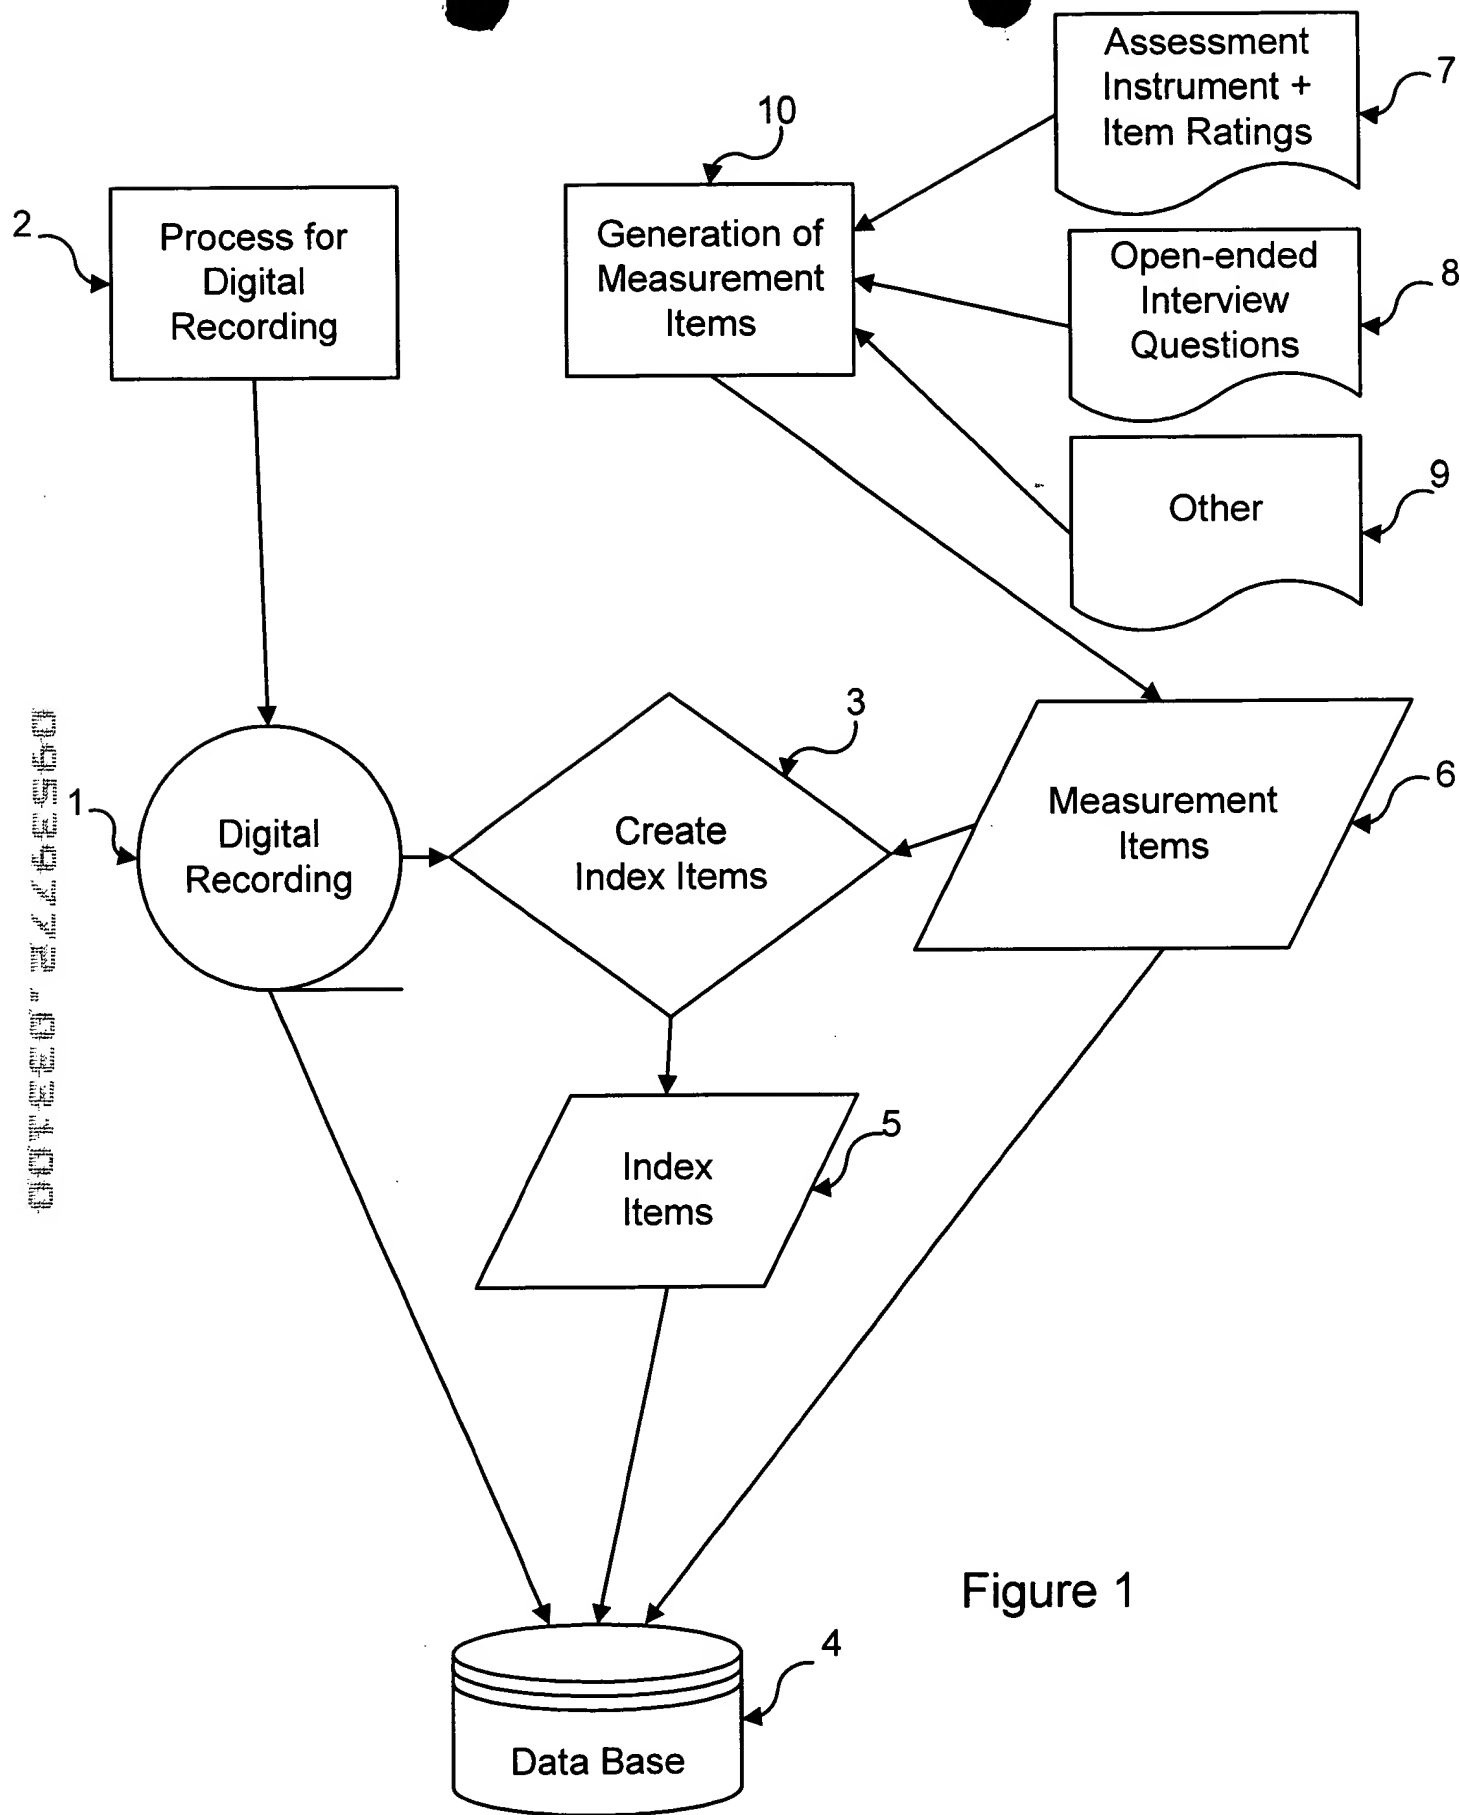 Assessment
Instrument +
Item Ratings
7
10
2
Process for
Digital
Recording
Generation of
Measurement
Items
Open-ended
Interview
Questions
8
Other
9
3
1
Digital
Recording
Create
Index Items
Measurement
Items
6
Index
Items
5
Figure 1
4
Data Base